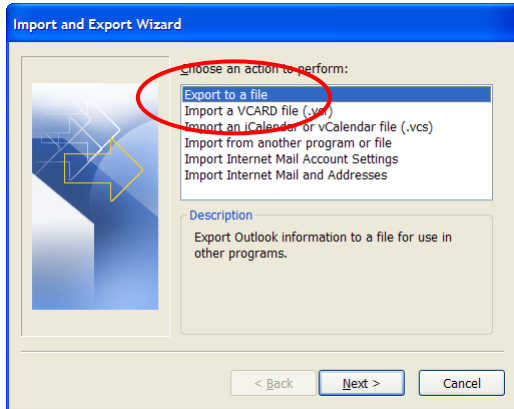 Import and Export Wizard
Choose an action to perform:
Export to a file
Import a VCARD file (.vcf)
Import an iCalendar or vCalendar file (.vcs)
Import from another program or file
Import Internet Mail Account Settings
Import Internet Mail and Addresses
Description
Export Outlook information to a file for use in
other programs.
< Back
Next >
Cancel